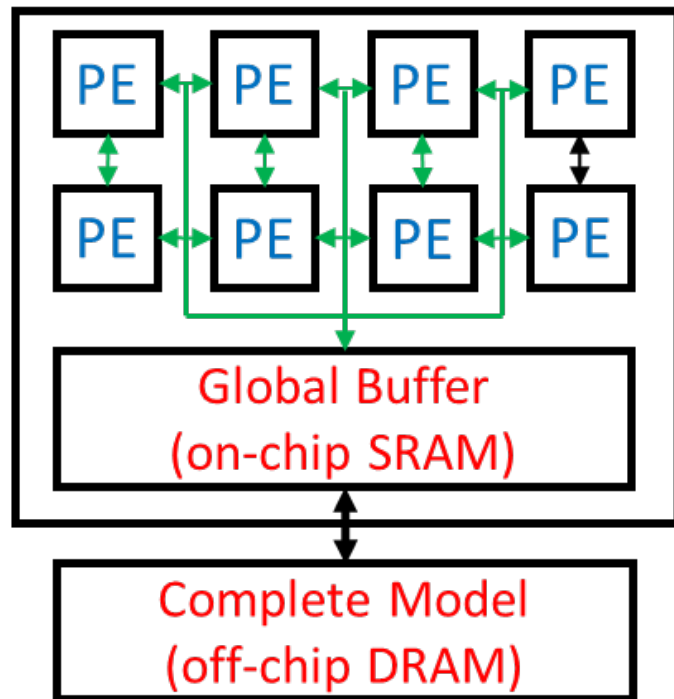 PE PE PE PE
PE PE PE PE
Global Buffer
(on-chip SRAM)
Complete Model
(off-chip DRAM)